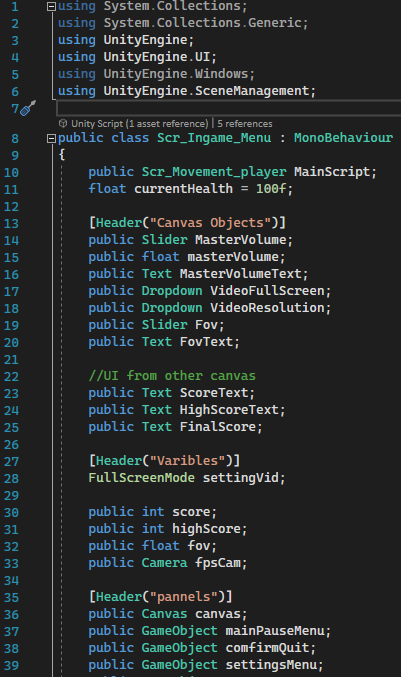 1 using System.Collections;
2 using System.Collections.Generic;
3 using UnityEngine;
4 using UnityEngine.UI;
5 using UnityEngine.Windows;
6 using UnityEngine.SceneManagement;
7
Unity Script (1 asset reference) | 5 references
8 public class Scr_Ingame_Menu : MonoBehaviour
9 {
10 public Scr_Movement_player MainScript;
11 float currentHealth = 100f;
12
13 [Header("Canvas Objects")]
14 public Slider MasterVolume;
15 public float masterVolume;
16 public Text MasterVolumeText;
17 public Dropdown VideoFullScreen;
18 public Dropdown VideoResolution;
19 public Slider Fov;
20 public Text FovText;
21
22 //UI from other canvas
23 public Text ScoreText;
24 public Text HighScoreText;
25 public Text FinalScore;
26
27 [Header("Varibles")]
28 FullScreenMode settingVid;
29
30 public int score;
31 public int highScore;
32 public float fov;
33 public Camera fpsCam;
34
35 [Header("pannels")]
36 public Canvas canvas;
37 public GameObject mainPauseMenu;
38 public GameObject comfirmQuit;
39 public GameObject settingsMenu;